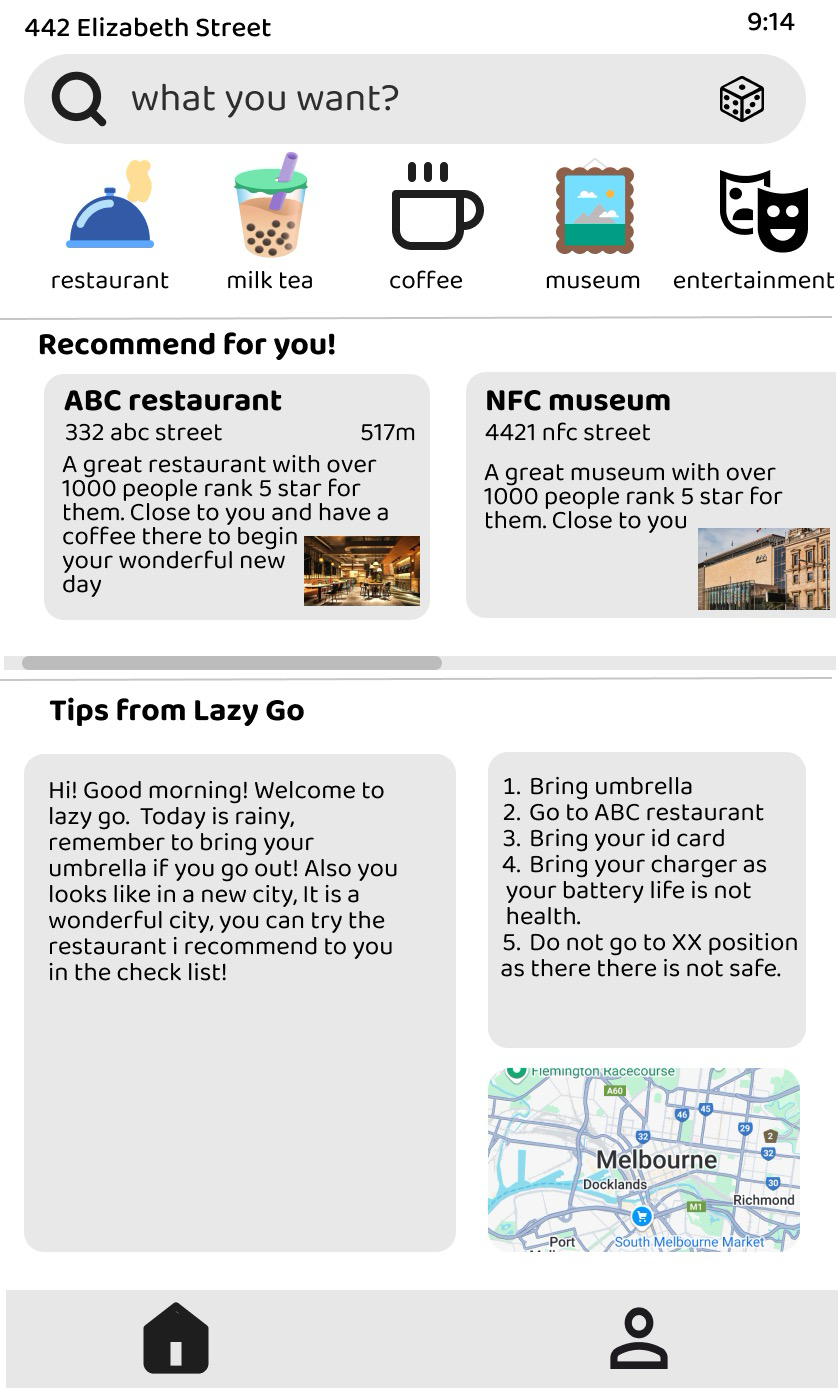 442 Elizabeth Street
9:14
what you want?
restaurant
milk tea
coffee
museum
entertainment
Recommend for you!
ABC restaurant
332 abc street
517m
A great restaurant with over
1000 people rank 5 star for
them. Close to you and have a
coffee there to begin
your wonderful new
day
NFC museum
4421 nfc street
A great museum with over
1000 people rank 5 star for
them. Close to you
Tips from Lazy Go
Hi! Good morning! Welcome to
lazy go. Today is rainy,
remember to bring your
umbrella if you go out! Also you
looks like in a new city, It is a
wonderful city, you can try the
restaurant i recommend to you
in the check list!
1. Bring umbrella
2. Go to ABC restaurant
3. Bring your id card
4. Bring your charger as
your battery life is not
health.
5. Do not go to XX position
as there there is not safe.
Flemington Racecourse
A60
46
45
29
2
32
32
Melbourne
Docklands
30
Richmond
M1
Port
South Melbourne Market